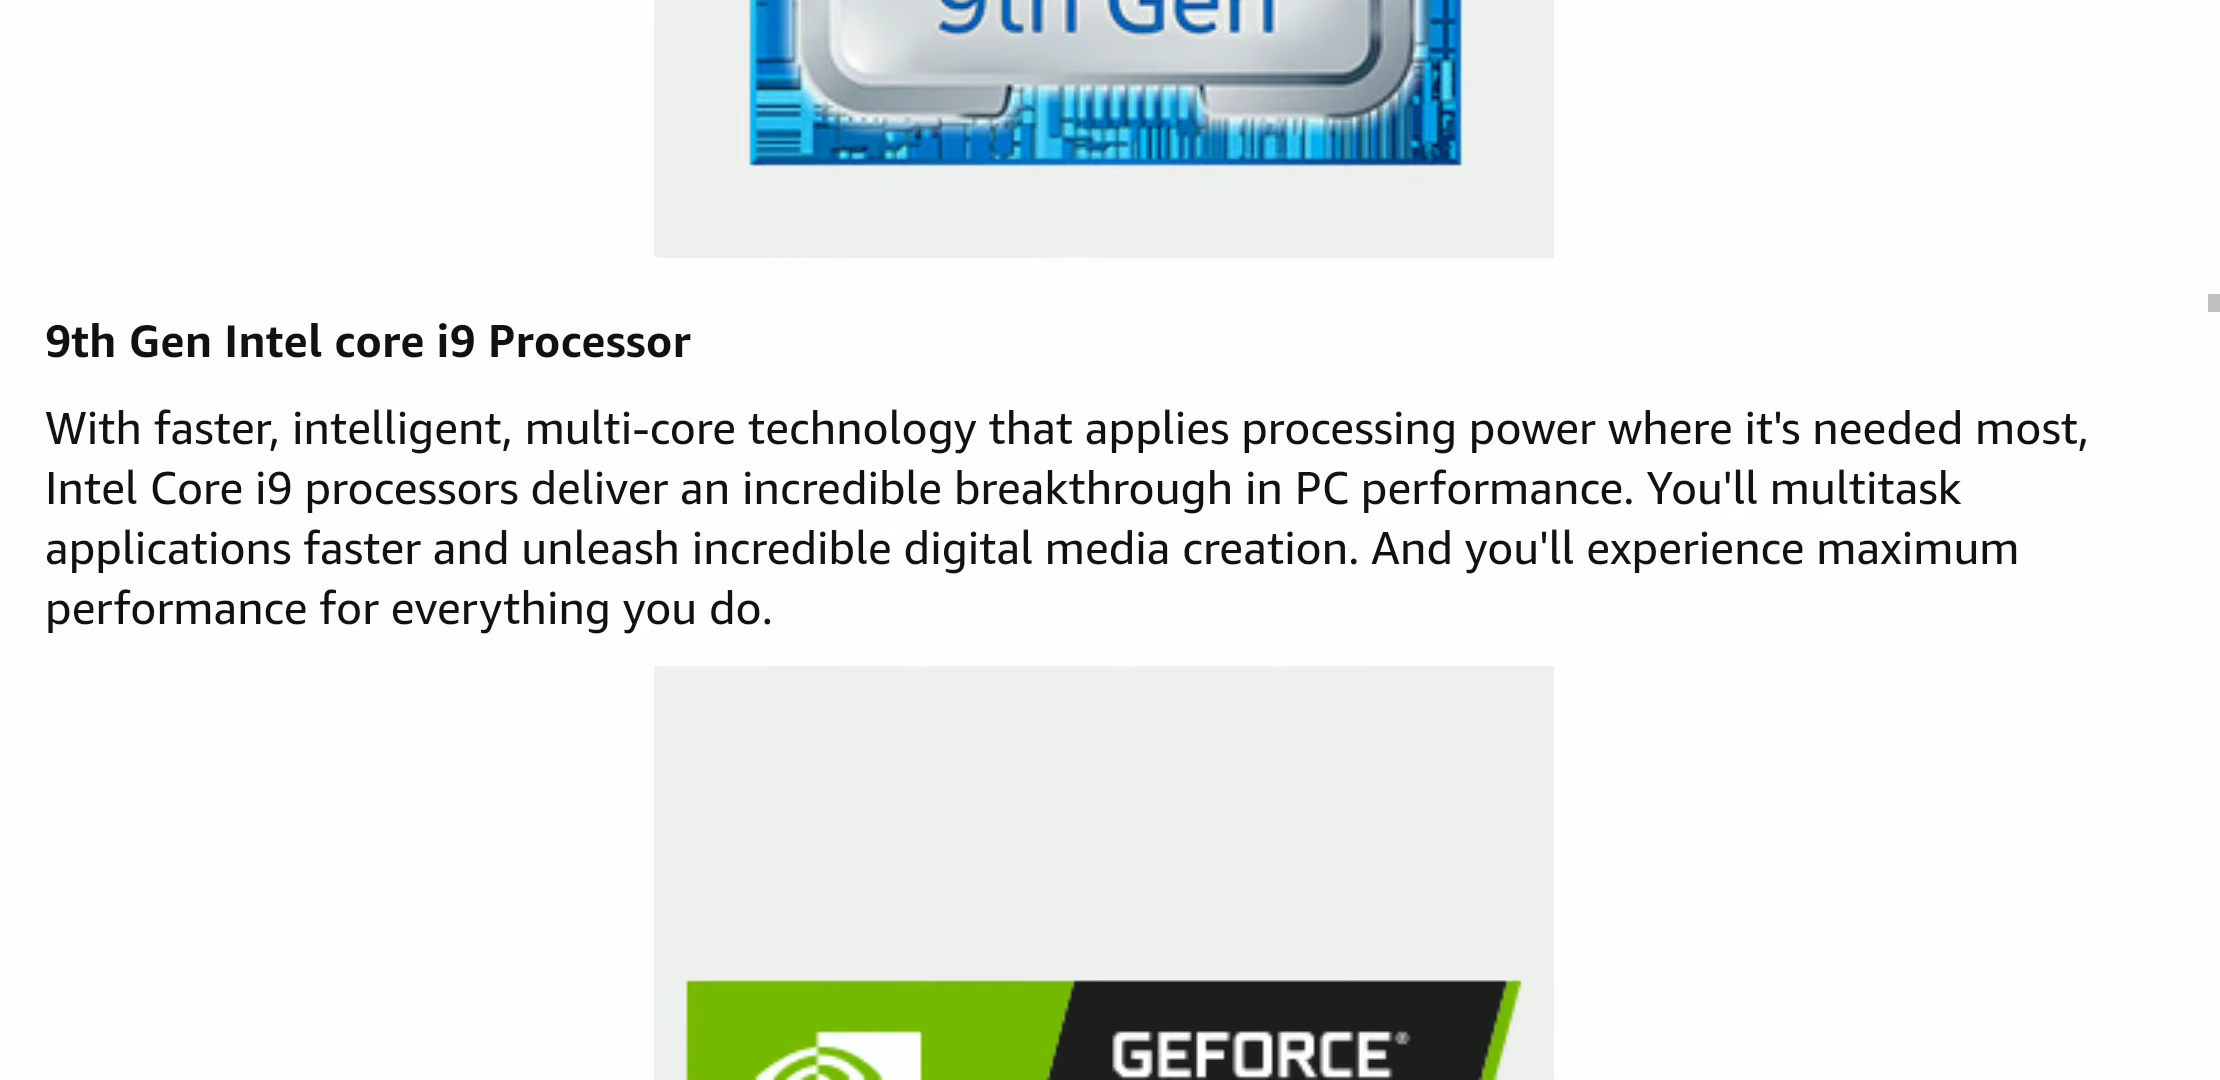 9th Gen
9th Gen Intel core i9 Processor
With faster, intelligent, multi-core technology that applies processing power where it's needed most,
Intel Core i9 processors deliver an incredible breakthrough in PC performance. You'll multitask
applications faster and unleash incredible digital media creation. And you'll experience maximum
performance for everything you do.
GEFORCE®